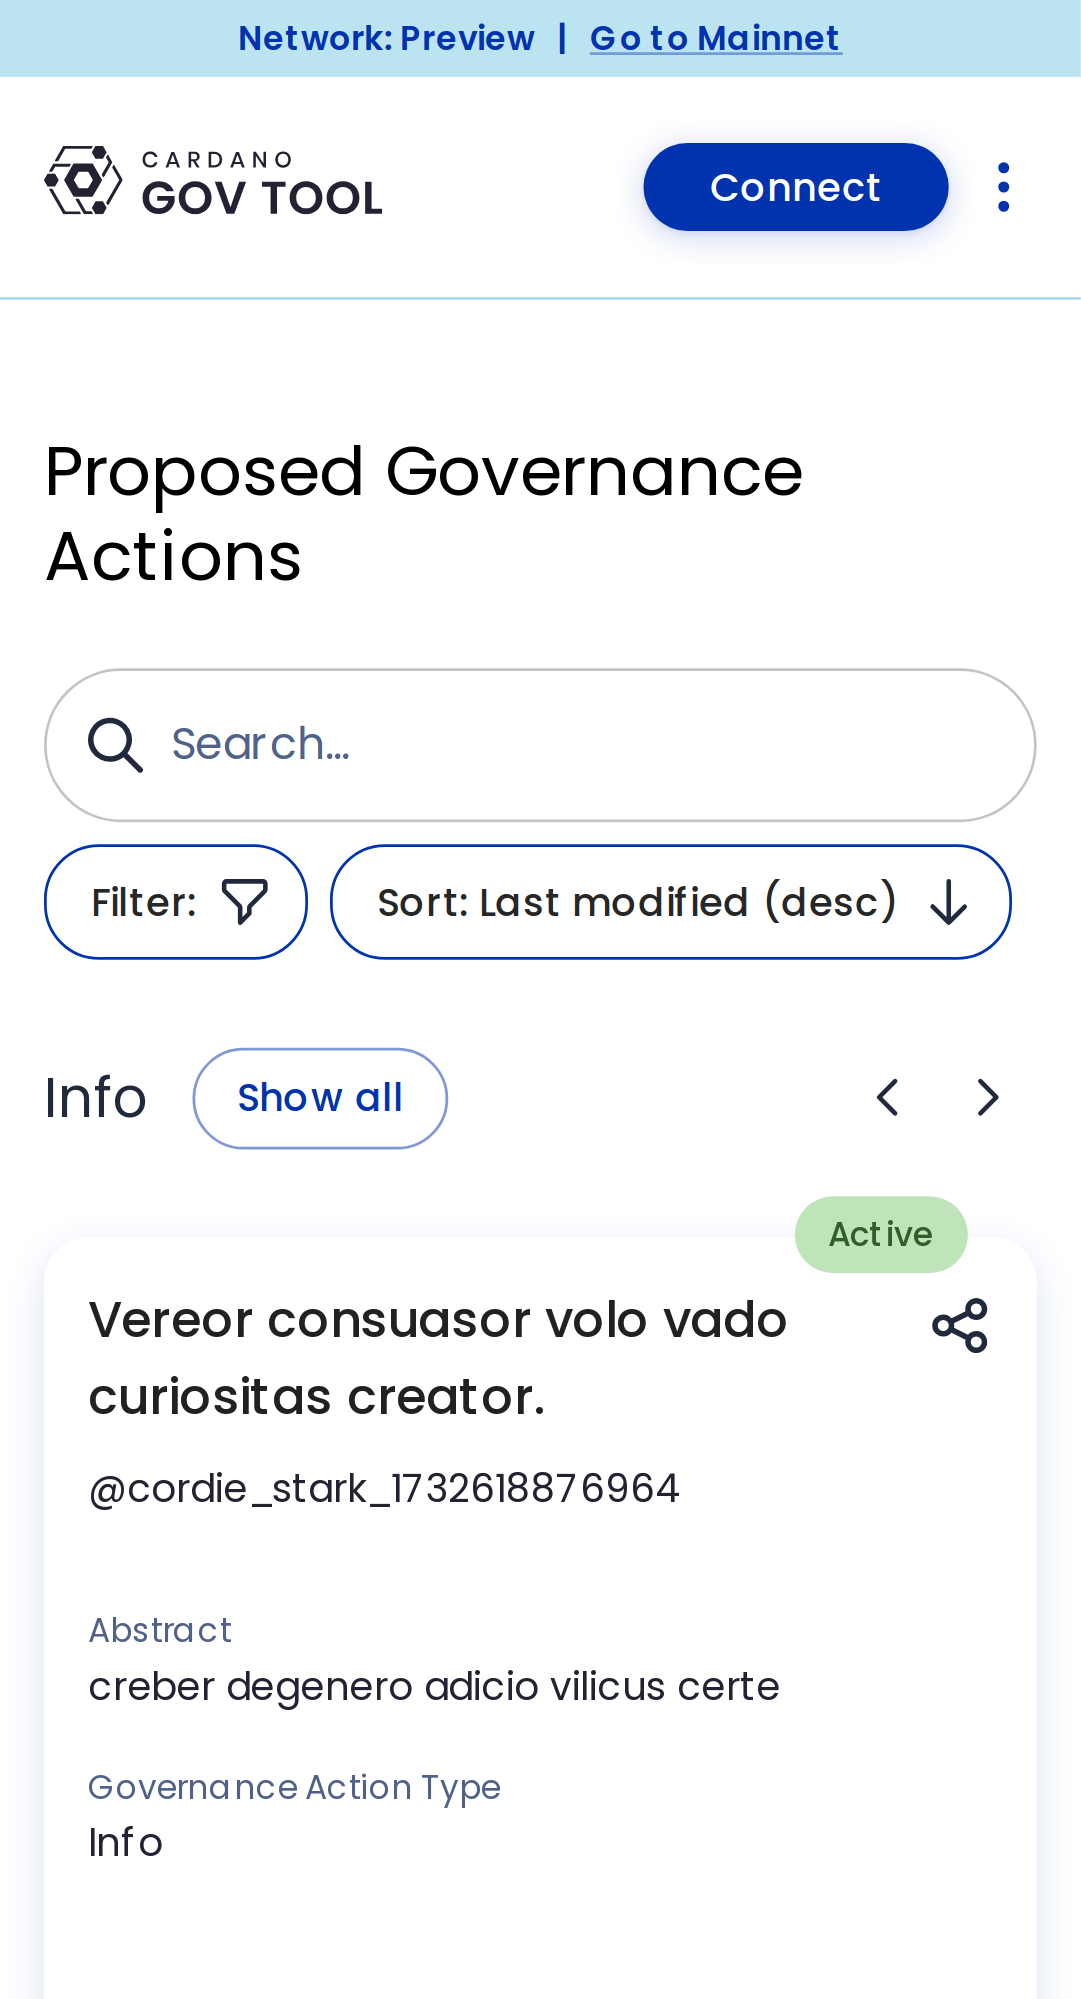 Network: Preview | Go to Mainnet
CARDANO
GOV TOOL
Connect
Proposed Governance
Actions
Search...
Filter:
Sort: Last modified (desc)
Info
Show all
Active
Vereor consuasor volo vado
curiositas creator.
@cordie_stark_1732618876964
Abstract
creber degenero adicio vilicus certe
Governance Action Type
Info